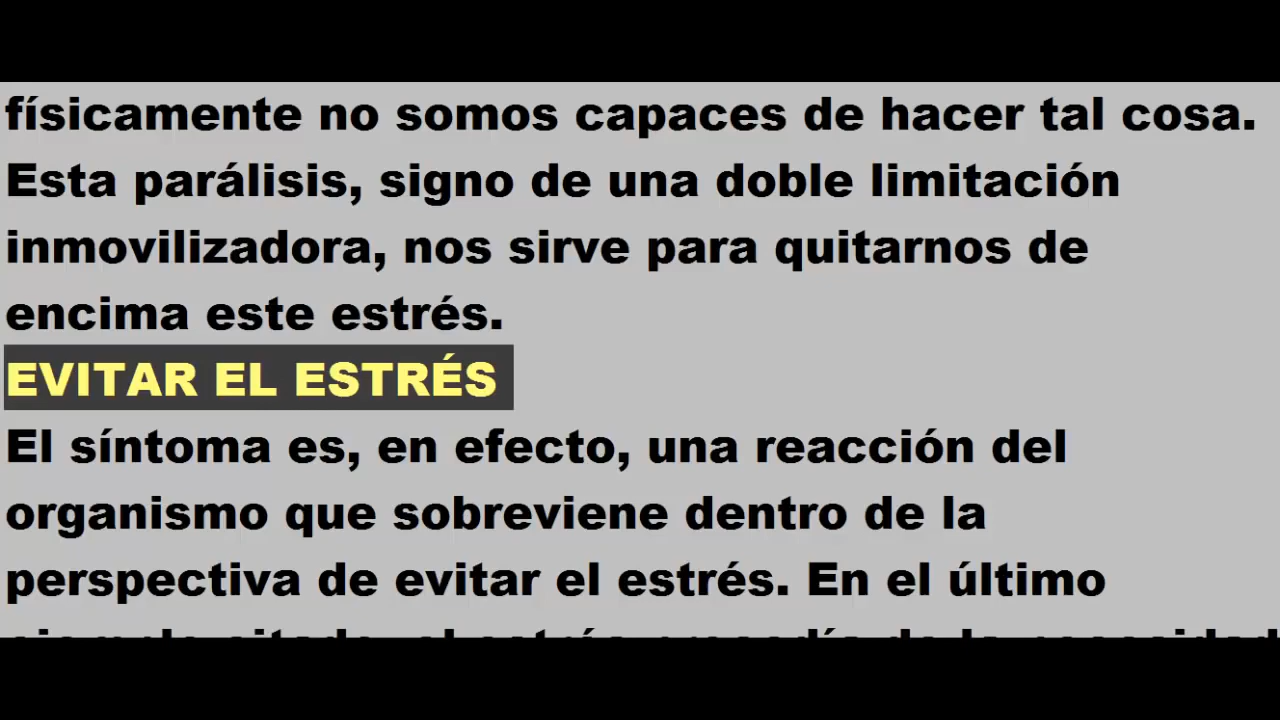 físicamente no somos capaces de hacer tal cosa.
Esta parálisis, signo de una doble limitación
inmovilizadora, nos sirve para quitarnos de
encima este estrés.
EVITAR EL ESTRÉS
El síntoma es, en efecto, una reacción del
organismo que sobreviene dentro de la
perspectiva de evitar el estrés. En el último